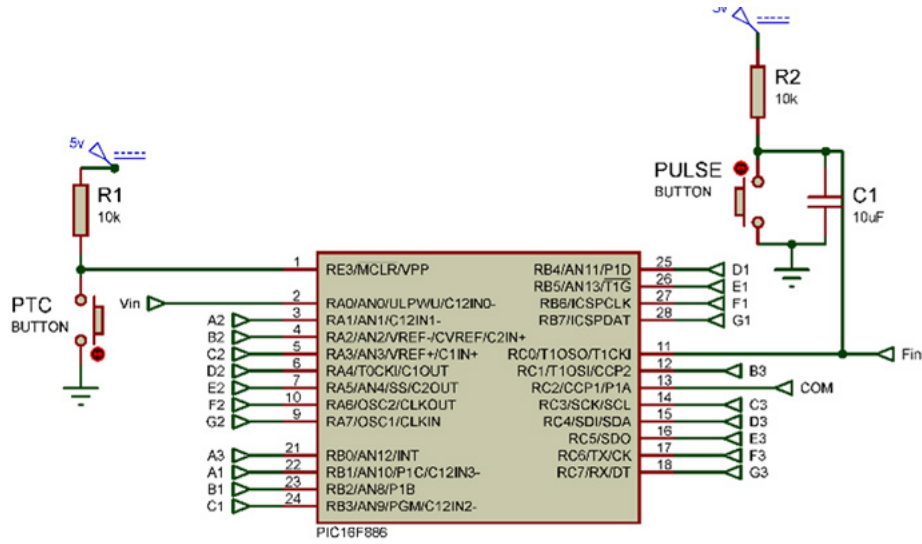 5v
R2
10k
5v
R1
10k
PULSE
BUTTON
C1
10uF
PTC
BUTTON
Vin
A2
B2
C2
D2
E2
F2
G2
A3
A1
B1
C1
1 RE3/MCLR/VPP
2 RA0/AN0/ULPWU/C12IN0-
3 RA1/AN1/C12IN1-
4 RA2/AN2/VREF-/CVREF/C2IN+
5 RA3/AN3/VREF+/C1IN+
6 RA4/T0CKI/C1OUT
7 RA5/AN4/SS/C2OUT
10 RA6/OSC2/CLKOUT
9 RA7/OSC1/CLKIN
21 RB0/AN12/INT
22 RB1/AN10/P1C/C12IN3-
23 RB2/AN8/P1B
24 RB3/AN9/PGM/C12IN2-
RB4/AN11/P1D 25 D1
RB5/AN13/T1G 26 E1
RB6/ICSPCLK 27 F1
RB7/ICSPDAT 28 G1
RC0/T1OSO/T1CKI 11 Fin
RC1/T1OSI/CCP2 12 B3
RC2/CCP1/P1A 13 COM
RC3/SCK/SCL 14 C3
RC4/SDI/SDA 15 D3
RC5/SDO 16 E3
RC6/TX/CK 17 F3
RC7/RX/DT 18 G3
PIC16F886